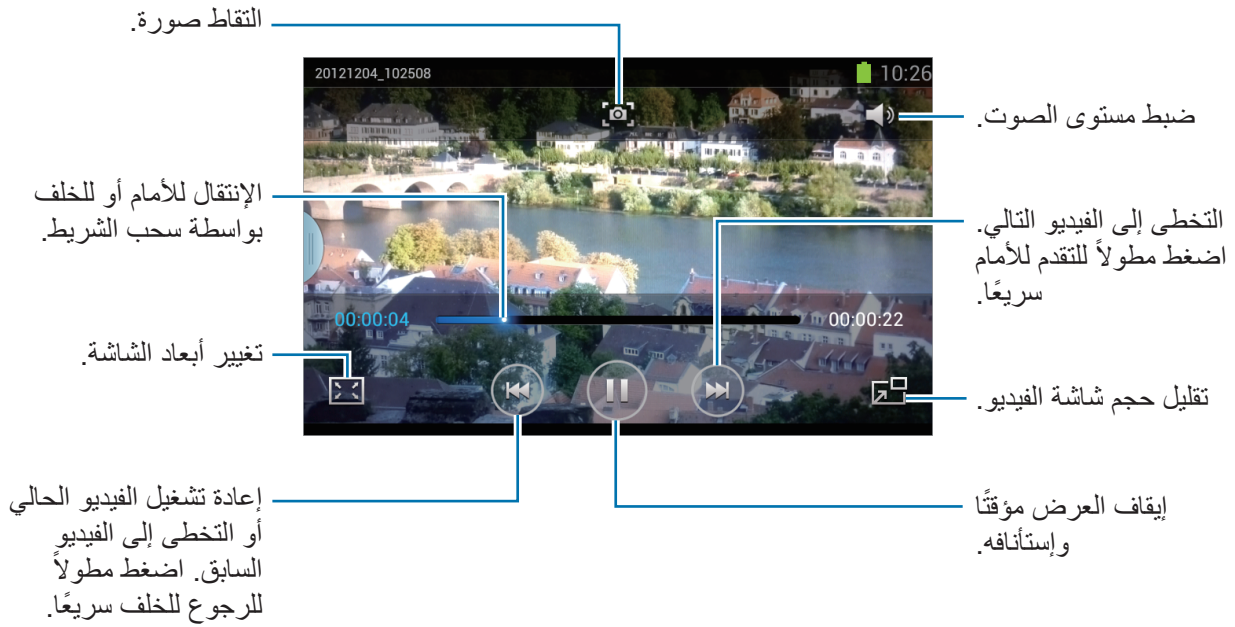 التقاط صورة.
20121204_102508
10:26
ضبط مستوى الصوت.
الإنتقال للأمام أو للخلف
بواسطة سحب الشريط.
التخطى إلى الفيديو التالي.
اضغط مطولاً للتقدم للأمام
سريعًا.
00:00:04
00:00:22
تغيير أبعاد الشاشة.
تقليل حجم شاشة الفيديو.
إعادة تشغيل الفيديو الحالي
أو التخطى إلى الفيديو
السابق. اضغط مطولاً
للرجوع للخلف سريعًا.
إيقاف العرض مؤقتًا
وإستأنافه.